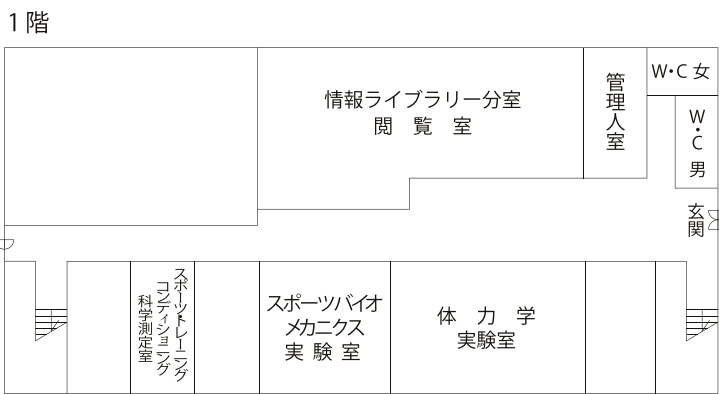 1階
情報ライブラリー分室
閲覧室
管理人室
W・C 女
W・C 男
玄関
スポーツ・トレーニング
コンディショニング
科学測定室
スポーツバイオ
メカニクス
実験室
体力学
実験室